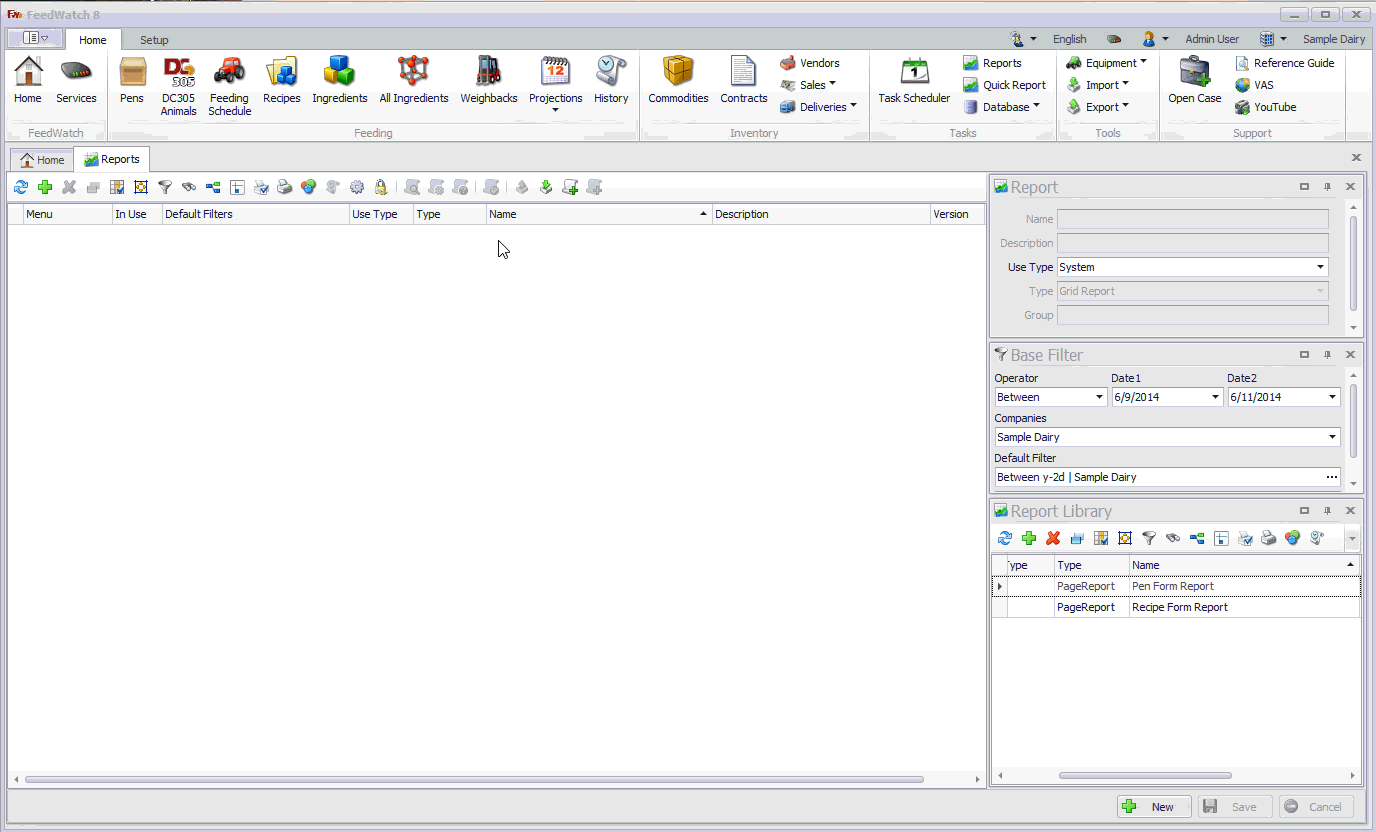 FeedWatch 8
Home Setup English Admin User Sample Dairy
Home Services Pens DC305 Animals Feeding Schedule Recipes Ingredients All Ingredients Weighbacks Projections History Commodities Contracts Vendors Sales Deliveries Task Scheduler Reports Quick Report Database Equipment Import Export Open Case Reference Guide VAS YouTube
FeedWatch Feeding Inventory Tasks Tools Support
Home Reports
Menu In Use Default Filters Use Type Type Name Description Version
Report
Name
Description
Use Type System
Type Grid Report
Group
Base Filter
Operator Date1 Date2
Between 6/9/2014 6/11/2014
Companies
Sample Dairy
Default Filter
Between y-2d | Sample Dairy ...
Report Library
Type Type Name
PageReport Pen Form Report
PageReport Recipe Form Report
New Save Cancel